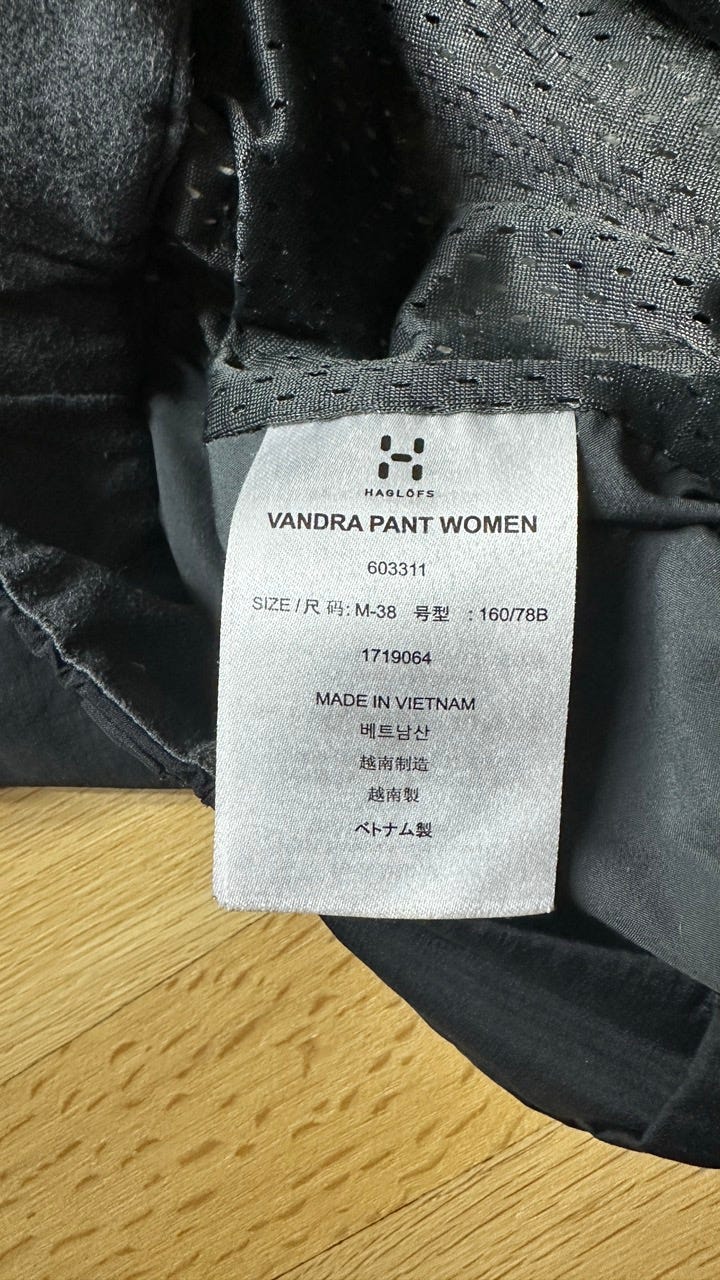 HAGLÖFS
VANDRA PANT WOMEN
603311
SIZE / 尺 码: M-38 号型 : 160/78B
1719064
MADE IN VIETNAM
베트남산
越南制造
越南製
ベトナム製